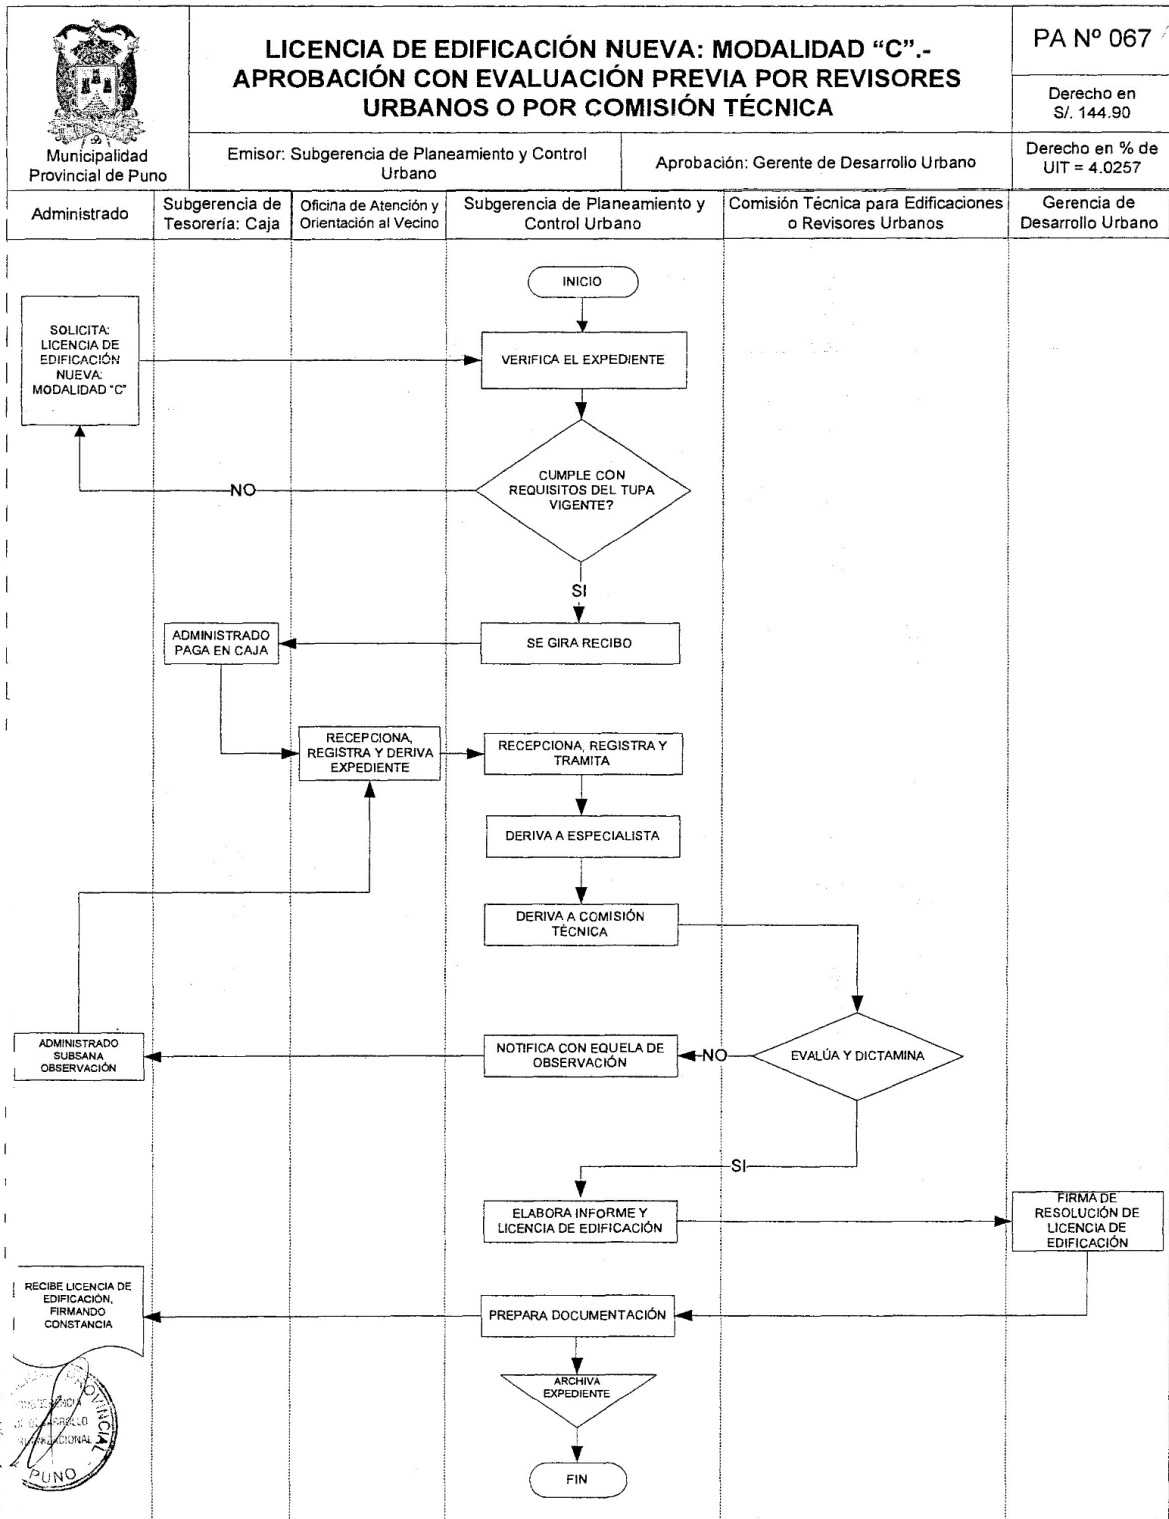 LICENCIA DE EDIFICACIÓN NUEVA: MODALIDAD “C”.-
APROBACIÓN CON EVALUACIÓN PREVIA POR REVISORES
URBANOS O POR COMISIÓN TÉCNICA
PA Nº 067
Derecho en
S/. 144.90
Municipalidad
Provincial de Puno
Emisor: Subgerencia de Planeamiento y Control
Urbano
Aprobación: Gerente de Desarrollo Urbano
Derecho en % de
UIT = 4.0257
Administrado
Subgerencia de
Tesorería: Caja
Oficina de Atención y
Orientación al Vecino
Subgerencia de Planeamiento y
Control Urbano
Comisión Técnica para Edificaciones
o Revisores Urbanos
Gerencia de
Desarrollo Urbano
INICIO
SOLICITA:
LICENCIA DE
EDIFICACIÓN
NUEVA:
MODALIDAD "C"
VERIFICA EL EXPEDIENTE
CUMPLE CON
REQUISITOS DEL TUPA
VIGENTE?
NO
SI
ADMINISTRADO
PAGA EN CAJA
SE GIRA RECIBO
RECEPCIONA,
REGISTRA Y DERIVA
EXPEDIENTE
RECEPCIONA, REGISTRA Y
TRAMITA
DERIVA A ESPECIALISTA
DERIVA A COMISIÓN
TÉCNICA
ADMINISTRADO
SUBSANA
OBSERVACIÓN
NOTIFICA CON EQUELA DE
OBSERVACIÓN
NO
EVALÚA Y DICTAMINA
SI
ELABORA INFORME Y
LICENCIA DE EDIFICACIÓN
FIRMA DE
RESOLUCIÓN DE
LICENCIA DE
EDIFICACIÓN
RECIBE LICENCIA DE
EDIFICACIÓN,
FIRMANDO
CONSTANCIA
PREPARA DOCUMENTACIÓN
ARCHIVA
EXPEDIENTE
FIN
PROVINCIAL
PUNO